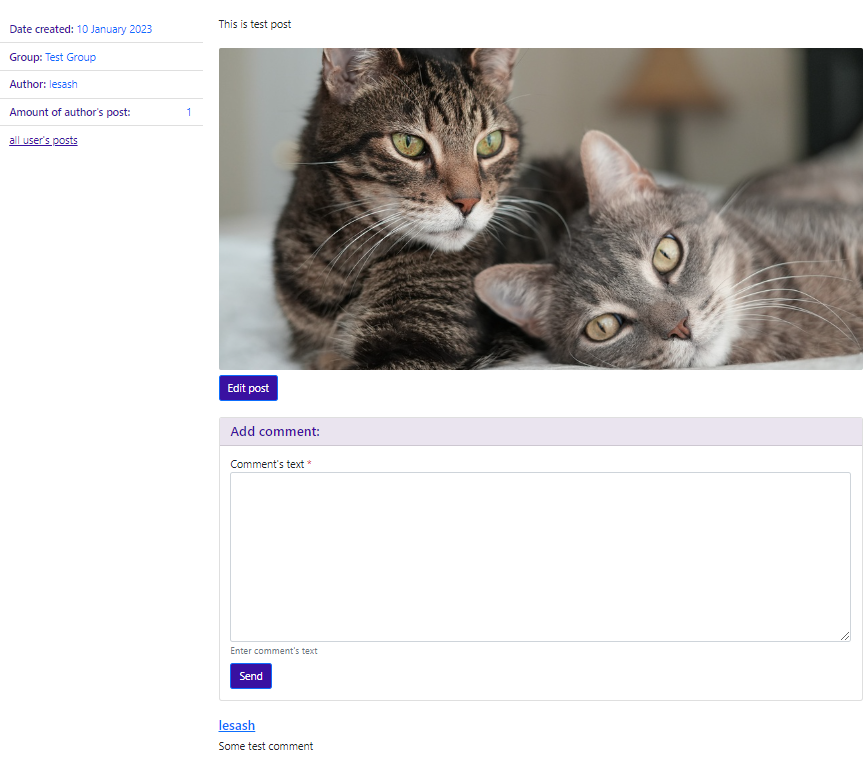 Date created: 10 January 2023
Group: Test Group
Author: lesash
Amount of author's post: 1
all user's posts
This is test post
Edit post
Add comment:
Comment's text *
Enter comment's text
Send
lesash
Some test comment